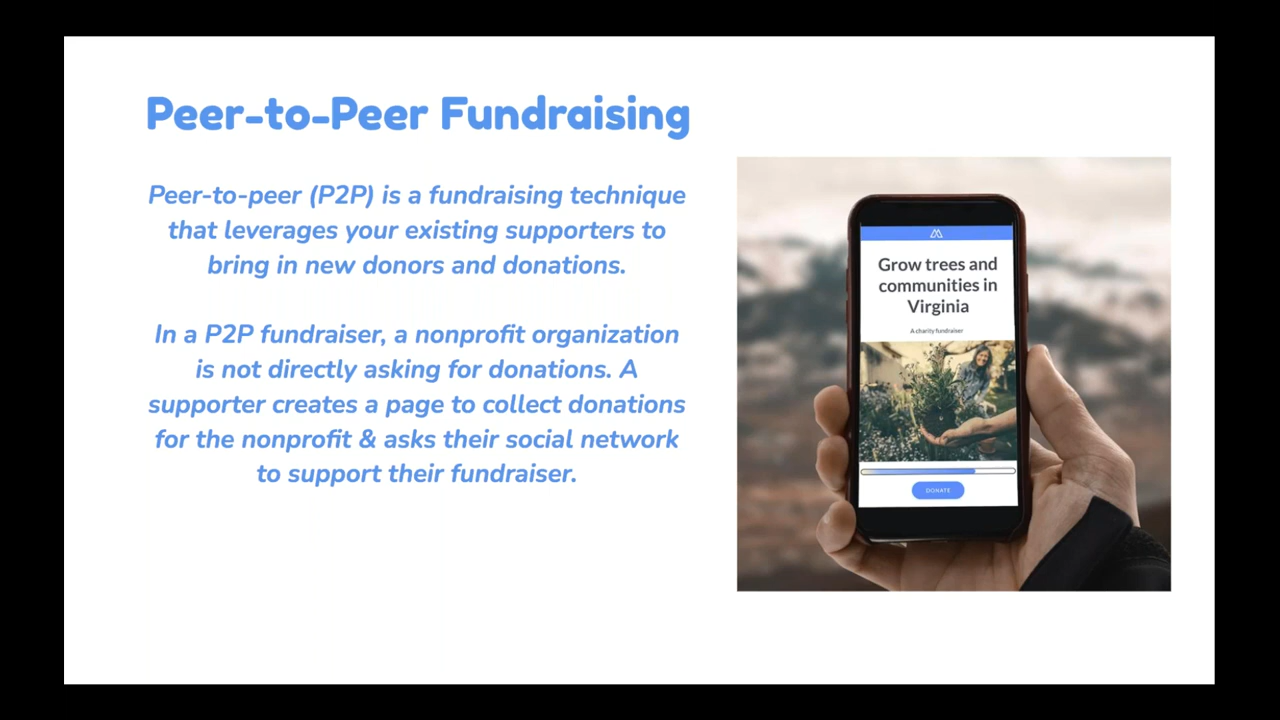 Peer-to-Peer Fundraising
Peer-to-peer (P2P) is a fundraising technique
that leverages your existing supporters to
bring in new donors and donations.
In a P2P fundraiser, a nonprofit organization
is not directly asking for donations. A
supporter creates a page to collect donations
for the nonprofit & asks their social network
to support their fundraiser.
Grow trees and
communities in
Virginia
A charity fundraiser
DONATE